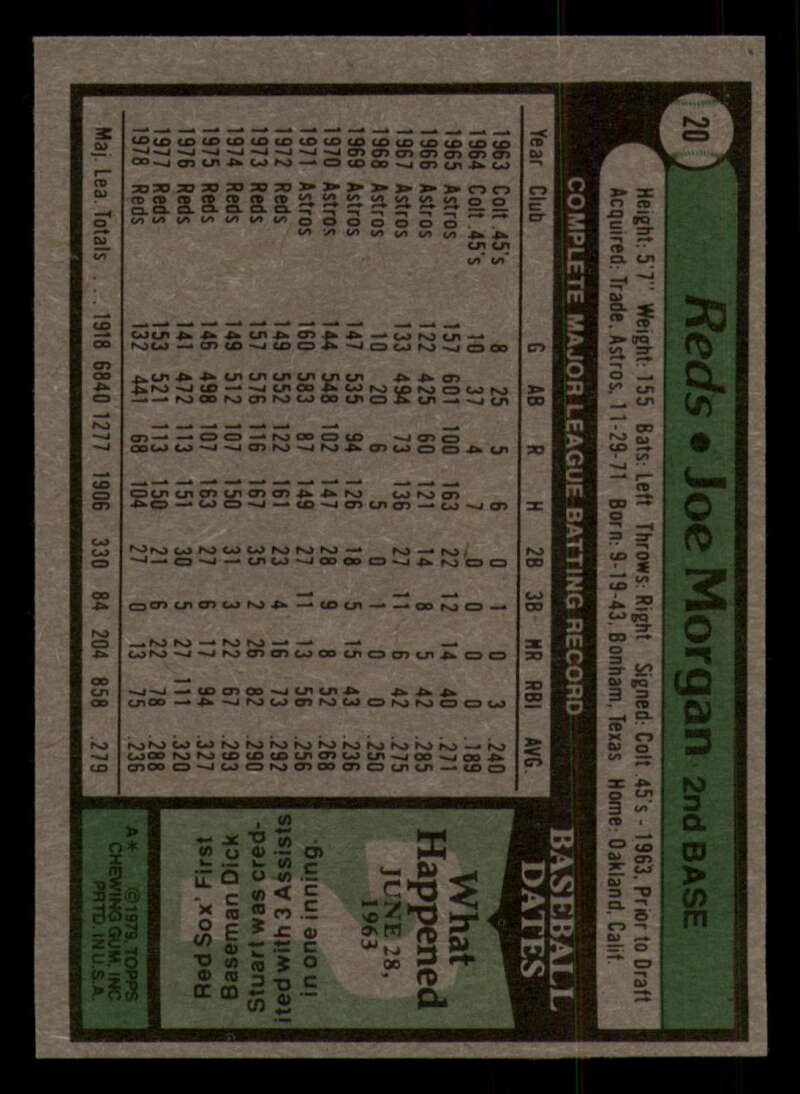 20
Reds • Joe Morgan 2nd BASE
Height: 5'7" Weight: 155 Bats: Left Throws: Right Signed: Colt .45's - 1963, Prior to Draft
Acquired: Trade, Astros, 11-29-71 Born: 9-19-43, Bonham, Texas Home: Oakland, Calif.
COMPLETE MAJOR LEAGUE BATTING RECORD
Year Club G AB R H 2B 3B HR RBI AVG.
1963 Colt .45's 8 25 5 6 0 1 0 3 .240
1964 Colt .45's 10 37 4 7 0 0 0 0 .189
1965 Astros 157 601 100 163 22 12 14 40 .271
1966 Astros 122 425 60 121 14 8 5 42 .285
1967 Astros 133 494 73 136 27 11 6 42 .275
1968 Astros 10 20 6 5 0 1 0 0 .250
1969 Astros 147 535 94 126 18 5 15 43 .236
1970 Astros 144 548 102 147 28 9 8 52 .268
1971 Astros 160 583 87 149 27 11 13 56 .256
1972 Reds 149 552 122 161 23 4 16 73 .292
1973 Reds 157 576 116 167 35 2 26 82 .290
1974 Reds 149 512 107 150 31 3 22 67 .293
1975 Reds 146 498 107 163 27 6 17 94 .327
1976 Reds 141 472 113 151 30 5 27 111 .320
1977 Reds 153 521 113 150 21 6 22 78 .288
1978 Reds 132 441 68 104 27 0 13 75 .236
Maj. Lea. Totals .... 1918 6840 1277 1906 330 84 204 858 .279
BASEBALL
DATES
What
Happened
JUNE 28,
1963
Red Sox' First
Baseman Dick
Stuart was cred-
ited with 3 Assists
in one inning.
A* ©1979 TOPPS
CHEWING GUM, INC.
PRTD. IN U.S.A.